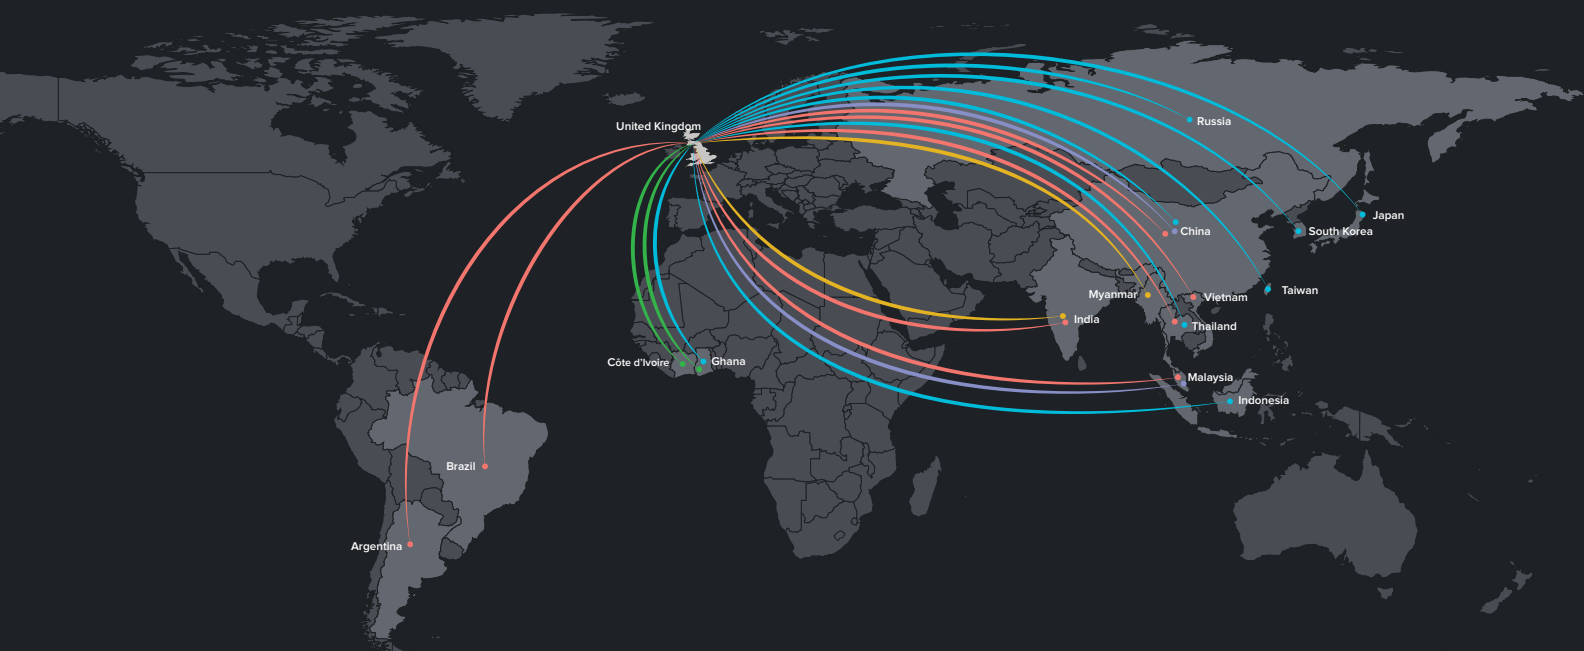 United Kingdom
Russia
Japan
China
South Korea
Taiwan
Myanmar
Vietnam
India
Thailand
Côte d'Ivoire
Ghana
Malaysia
Indonesia
Brazil
Argentina